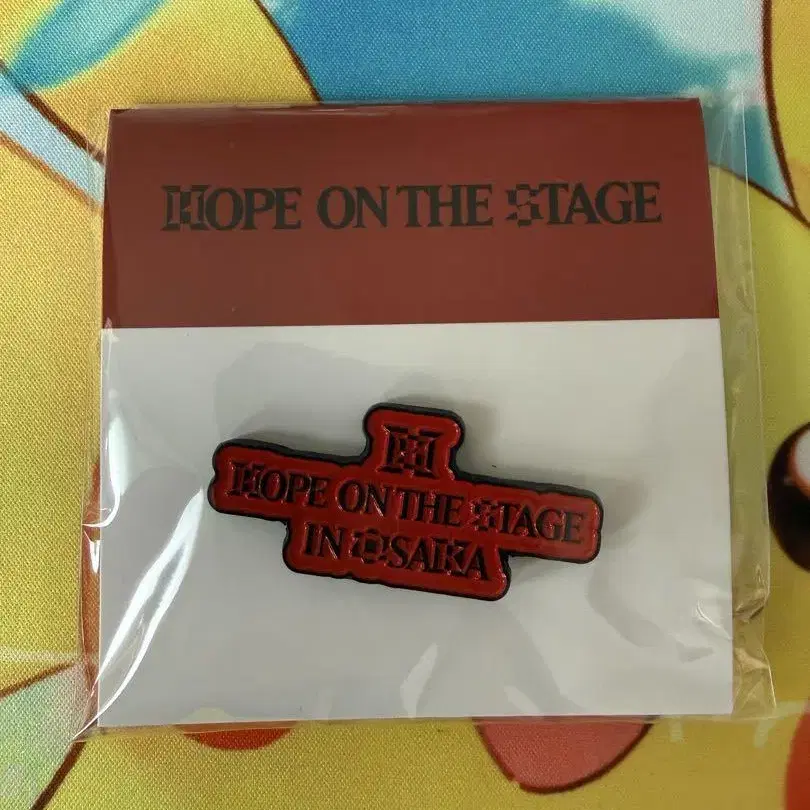 HOPE ON THE STAGE
H
HOPE ON THE STAGE
IN OSAKA